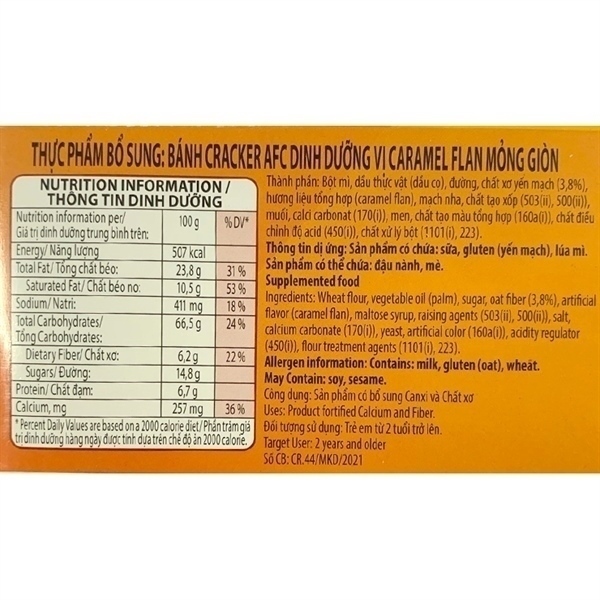 THỰC PHẨM BỔ SUNG: BÁNH CRACKER AFC DINH DƯỠNG VỊ CARAMEL FLAN MỎNG GIÒN
NUTRITION INFORMATION /
THÔNG TIN DINH DƯỠNG
Nutrition information per/
Giá trị dinh dưỡng trung bình trên: 100 g %DV*
Energy/ Năng lượng 507 kcal
Total Fat/ Tổng chất béo: 23,8 g 31 %
Saturated Fat/ Chất béo no: 10,5 g 53 %
Sodium/ Natri: 411 mg 18 %
Total Carbohydrates/ 66,5 g 24 %
Tổng Carbohydrates:
Dietary Fiber/ Chất xơ: 6,2 g 22 %
Sugars/ Đường: 14,8 g
Protein/ Chất đạm: 6,7 g
Calcium, mg 257 mg 36 %
* Percent Daily Values are based on a 2000 calorie diet/ Phần trăm giá
trị dinh dưỡng hàng ngày được tính dựa trên chế độ ăn 2000 calorie.
Thành phần: Bột mì, dầu thực vật (dầu cọ), đường, chất xơ yến mạch (3,8%),
hương liệu tổng hợp (caramel flan), mạch nha, chất tạo xốp (503(ii), 500(ii)),
muối, calci carbonat (170(i)), men, chất tạo màu tổng hợp (160a(i)), chất điều
chỉnh độ acid (450(i)), chất xử lý bột (1101(i), 223).
Thông tin dị ứng: Sản phẩm có chứa: sữa, gluten (yến mạch), lúa mì.
Sản phẩm có thể chứa: đậu nành, mè.
Supplemented food
Ingredients: Wheat flour, vegetable oil (palm), sugar, oat fiber (3,8%), artificial
flavor (caramel flan), maltose syrup, raising agents (503(ii), 500(ii)), salt,
calcium carbonate (170(i)), yeast, artificial color (160a(i)), acidity regulator
(450(i)), flour treatment agents (1101(i), 223).
Allergen information: Contains: milk, gluten (oat), wheat.
May Contain: soy, sesame.
Công dụng: Sản phẩm có bổ sung Canxi và Chất xơ
Uses: Product fortified Calcium and Fiber.
Đối tượng sử dụng: Trẻ em từ 2 tuổi trở lên.
Target User: 2 years and older
Số CB: CR.44/MKD/2021